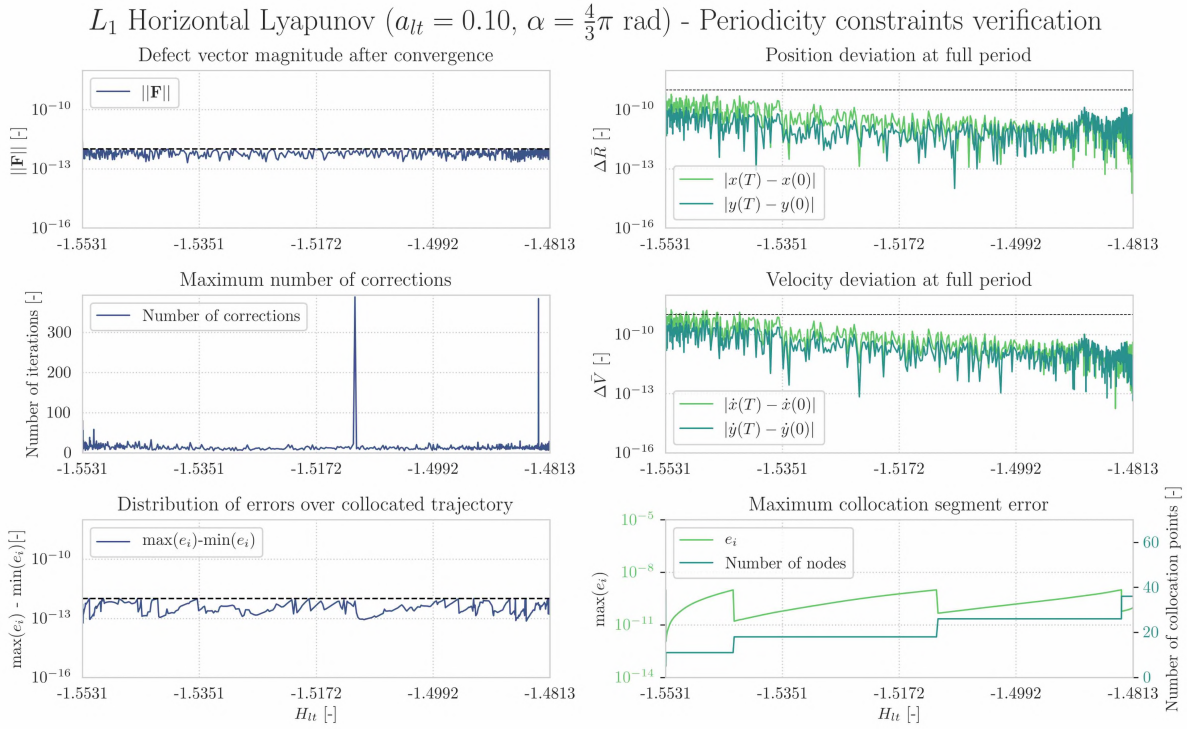 L₁ Horizontal Lyapunov (aₗₜ = 0.10, α = 4/3 π rad) - Periodicity constraints verification
Defect vector magnitude after convergence
||F|| [-]
||F||
10⁻¹⁰
10⁻¹³
10⁻¹⁶
-1.5531 -1.5351 -1.5172 -1.4992 -1.4813
Position deviation at full period
ΔR̄ [-]
10⁻¹⁰
10⁻¹³
10⁻¹⁶
|x(T) − x(0)|
|y(T) − y(0)|
-1.5531 -1.5351 -1.5172 -1.4992 -1.4813
Maximum number of corrections
Number of iterations [-]
Number of corrections
300
200
100
0
-1.5531 -1.5351 -1.5172 -1.4992 -1.4813
Velocity deviation at full period
ΔV̄ [-]
10⁻¹⁰
10⁻¹³
10⁻¹⁶
|ẋ(T) − ẋ(0)|
|ẏ(T) − ẏ(0)|
-1.5531 -1.5351 -1.5172 -1.4992 -1.4813
Distribution of errors over collocated trajectory
max(eᵢ) - min(eᵢ)[-]
max(eᵢ)-min(eᵢ)
10⁻¹⁰
10⁻¹³
10⁻¹⁶
-1.5531 -1.5351 -1.5172 -1.4992 -1.4813
Hₗₜ [-]
Maximum collocation segment error
max(eᵢ)
10⁻⁵
10⁻⁸
10⁻¹¹
10⁻¹⁴
eᵢ
Number of nodes
60
40
20
0
Number of collocation points [-]
-1.5531 -1.5351 -1.5172 -1.4992 -1.4813
Hₗₜ [-]